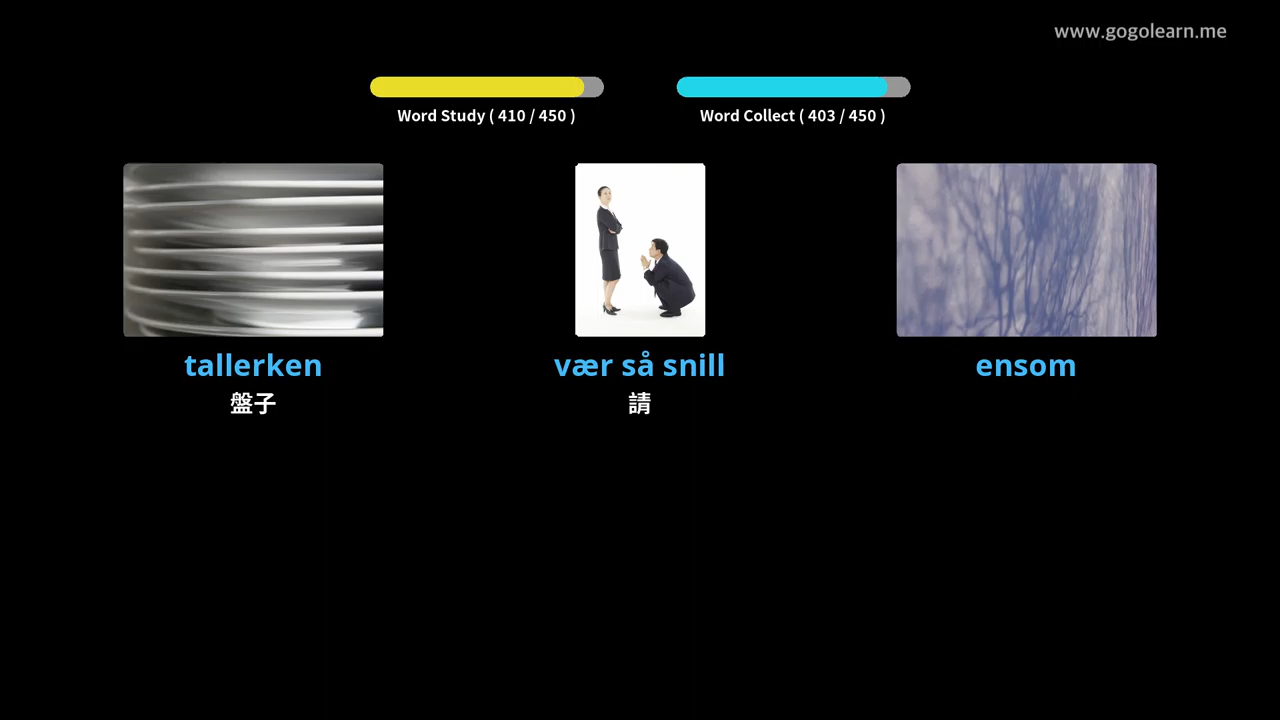 www.gogolearn.me
Word Study ( 410 / 450 )
Word Collect ( 403 / 450 )
tallerken
盤子
vær så snill
請
ensom